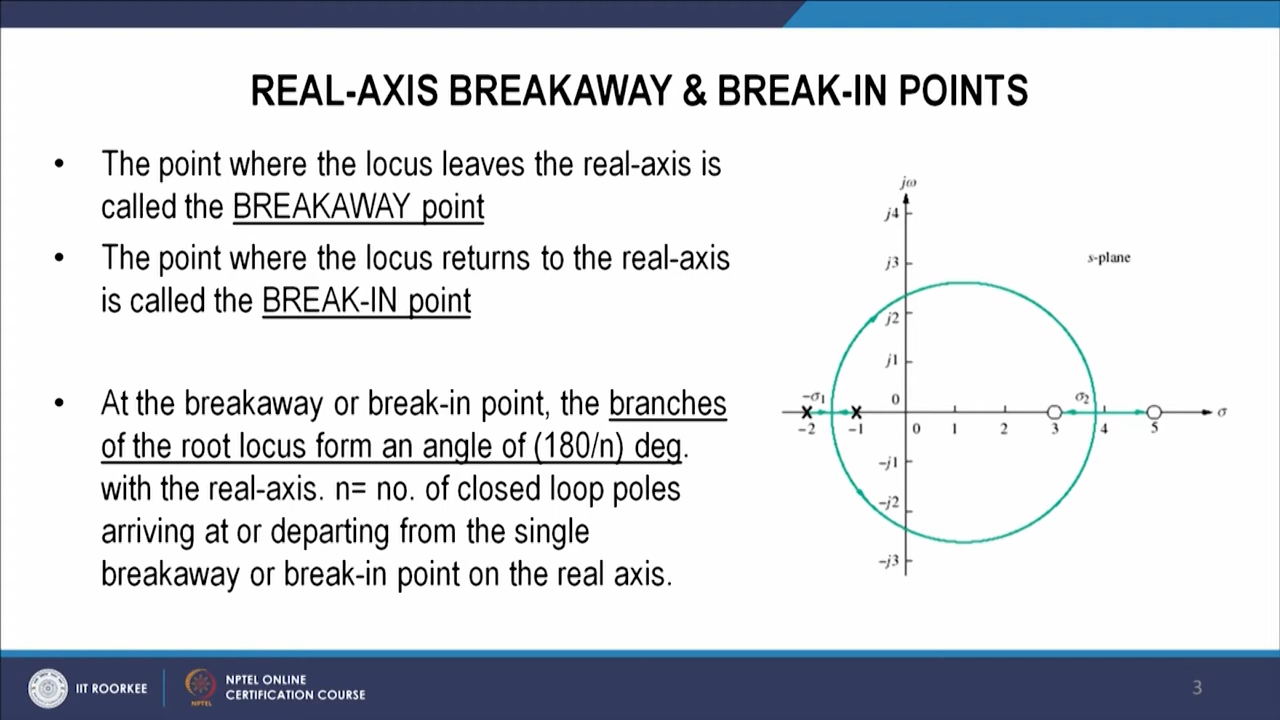 REAL-AXIS BREAKAWAY & BREAK-IN POINTS
• The point where the locus leaves the real-axis is
called the BREAKAWAY point
• The point where the locus returns to the real-axis
is called the BREAK-IN point
• At the breakaway or break-in point, the branches
of the root locus form an angle of (180/n) deg.
with the real-axis. n= no. of closed loop poles
arriving at or departing from the single
breakaway or break-in point on the real axis.
jω
j4
j3
s-plane
j2
j1
-σ1
0
σ2
σ
-2
-1
0
1
2
3
4
5
-j1
-j2
-j3
IIT ROORKEE
NPTEL
NPTEL ONLINE
CERTIFICATION COURSE
3